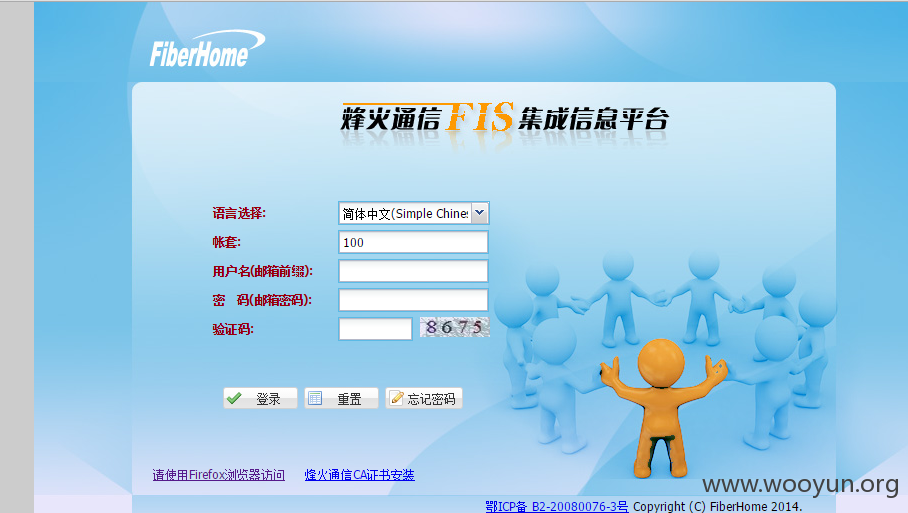 FiberHome
烽火通信FIS集成信息平台
语言选择:
简体中文(Simple Chines
帐套:
100
用户名(邮箱前缀):
密 码(邮箱密码):
验证码:
8675
登录 重置 忘记密码
请使用Firefox浏览器访问 烽火通信CA证书安装
www.wooyun.org
鄂ICP备 B2-20080076-3号 Copyright (C) FiberHome 2014.